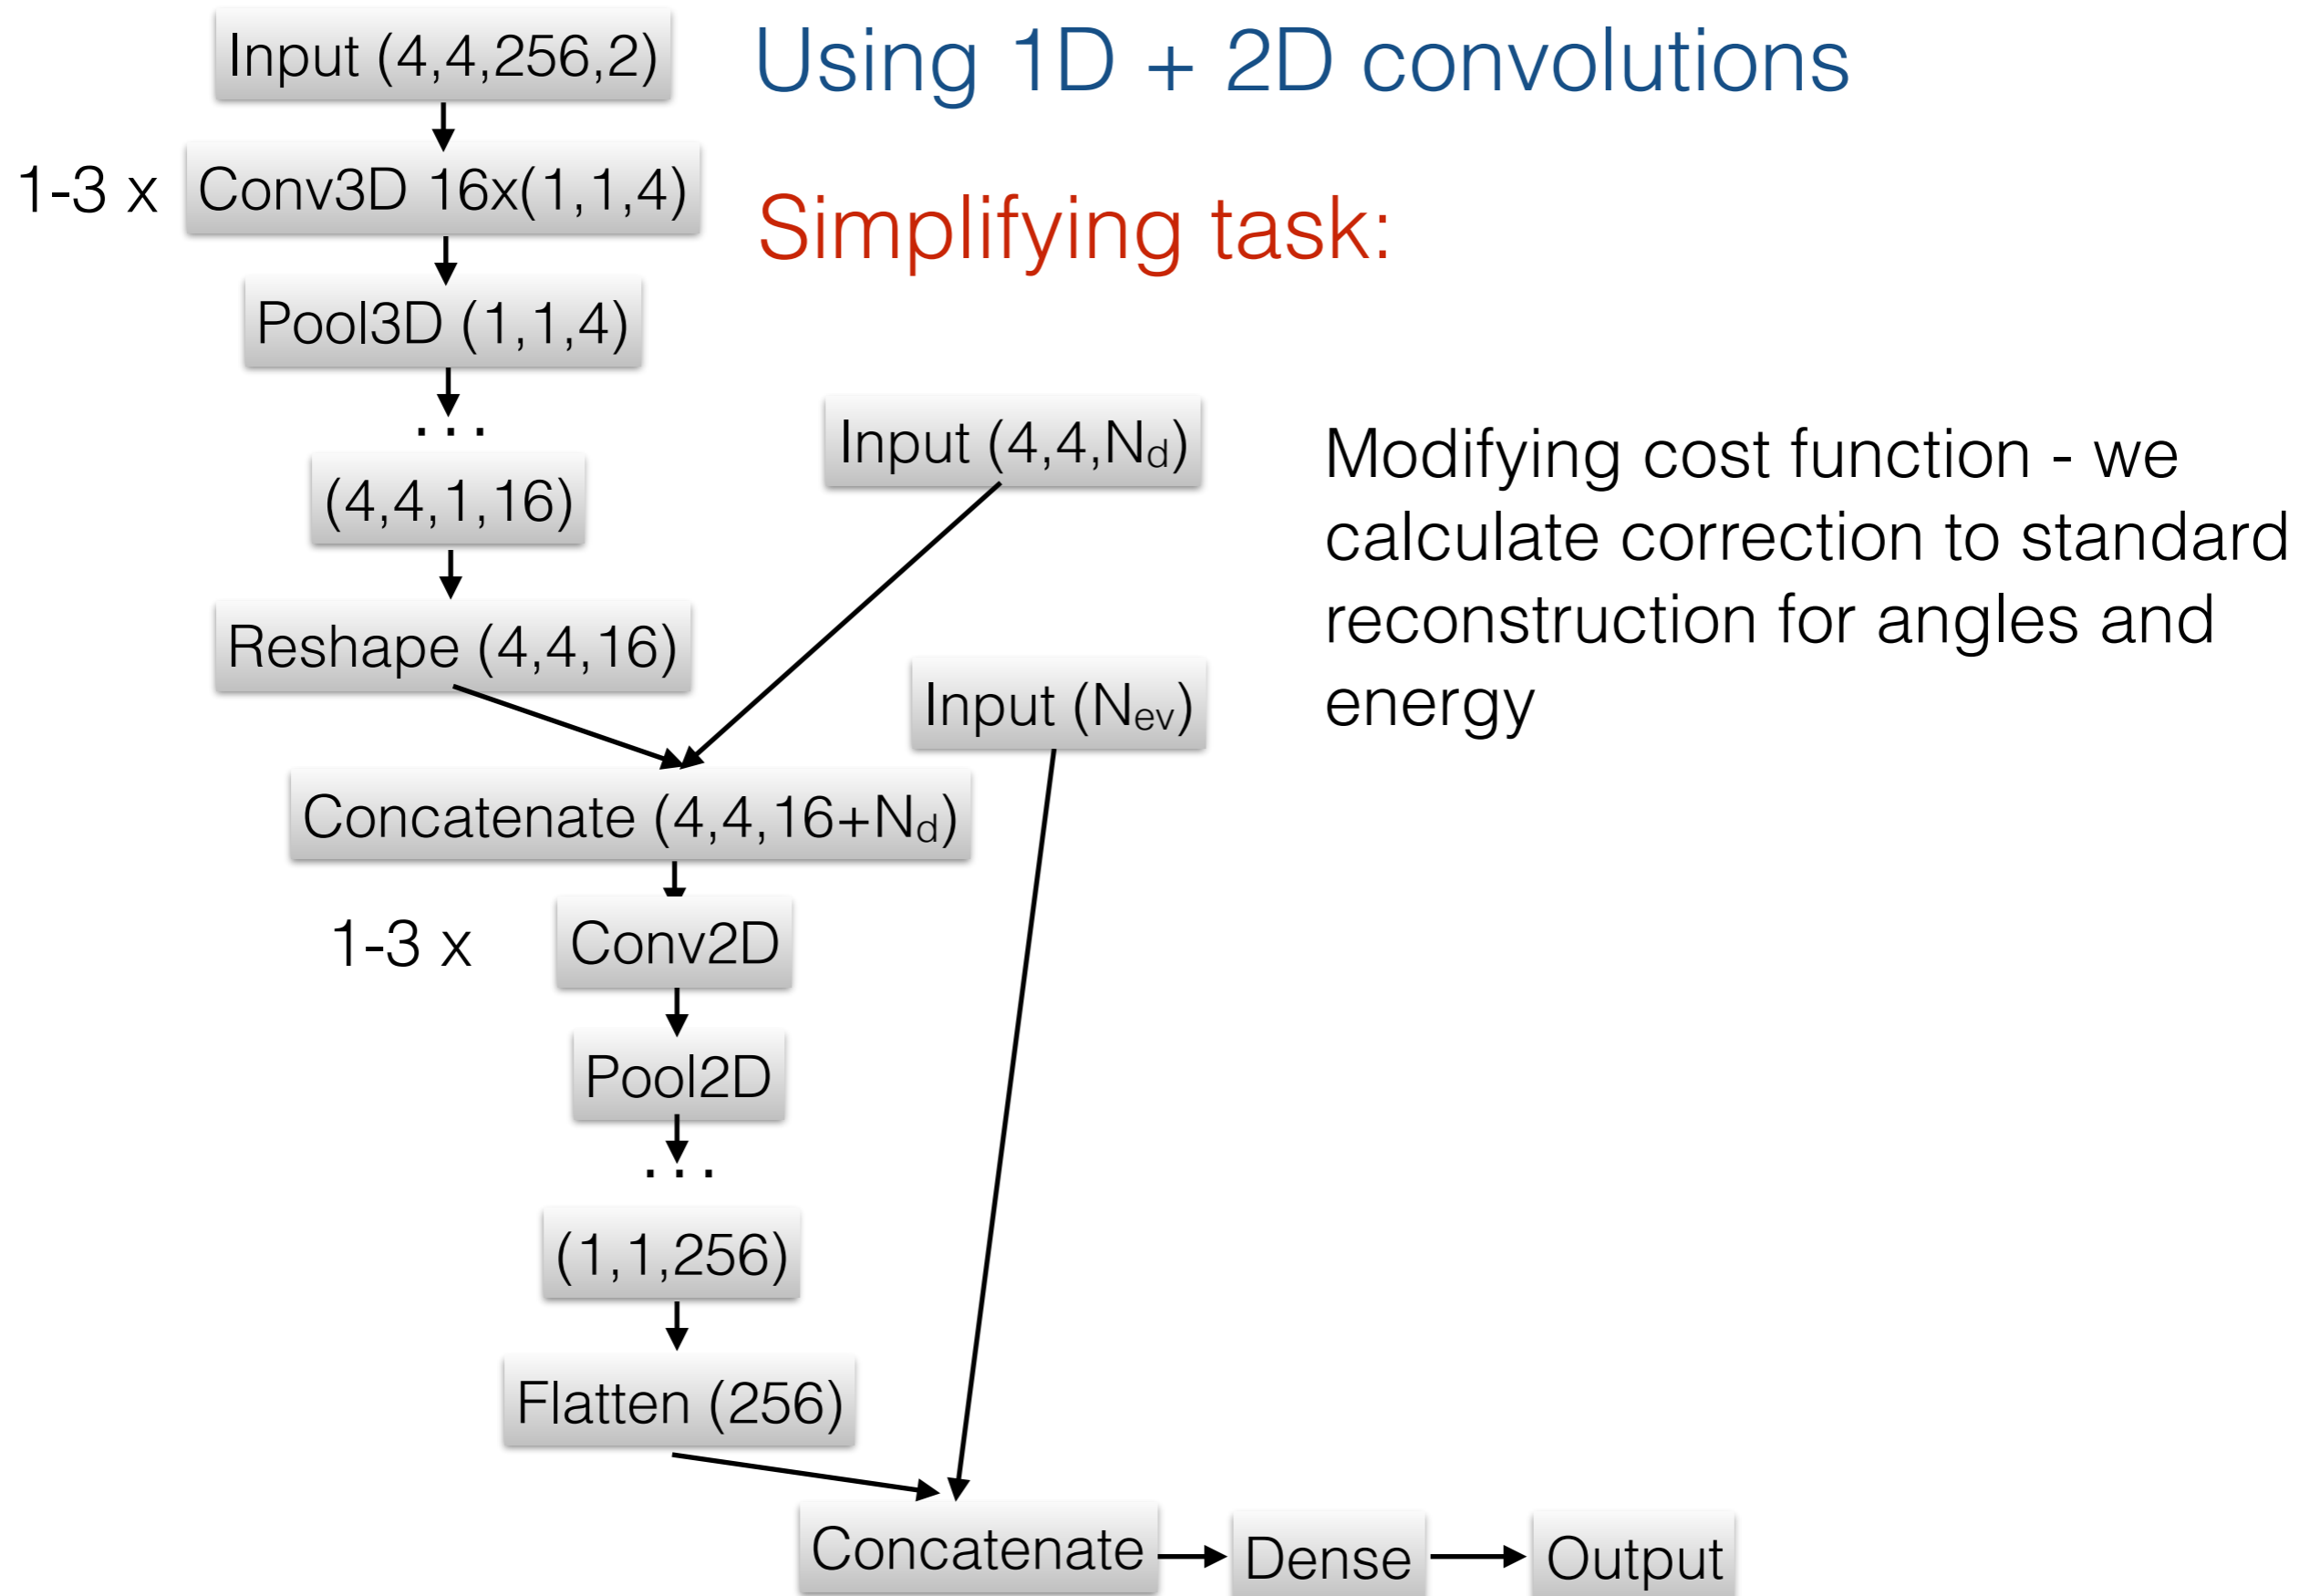 Input (4,4,256,2)
Using 1D + 2D convolutions
1-3 x
Conv3D 16x(1,1,4)
Simplifying task:
Pool3D (1,1,4)
...
Input (4,4,Nd)
(4,4,1,16)
Modifying cost function - we
calculate correction to standard
reconstruction for angles and
energy
Reshape (4,4,16)
Input (Nev)
Concatenate (4,4,16+Nd)
1-3 x
Conv2D
Pool2D
...
(1,1,256)
Flatten (256)
Concatenate
Dense
Output